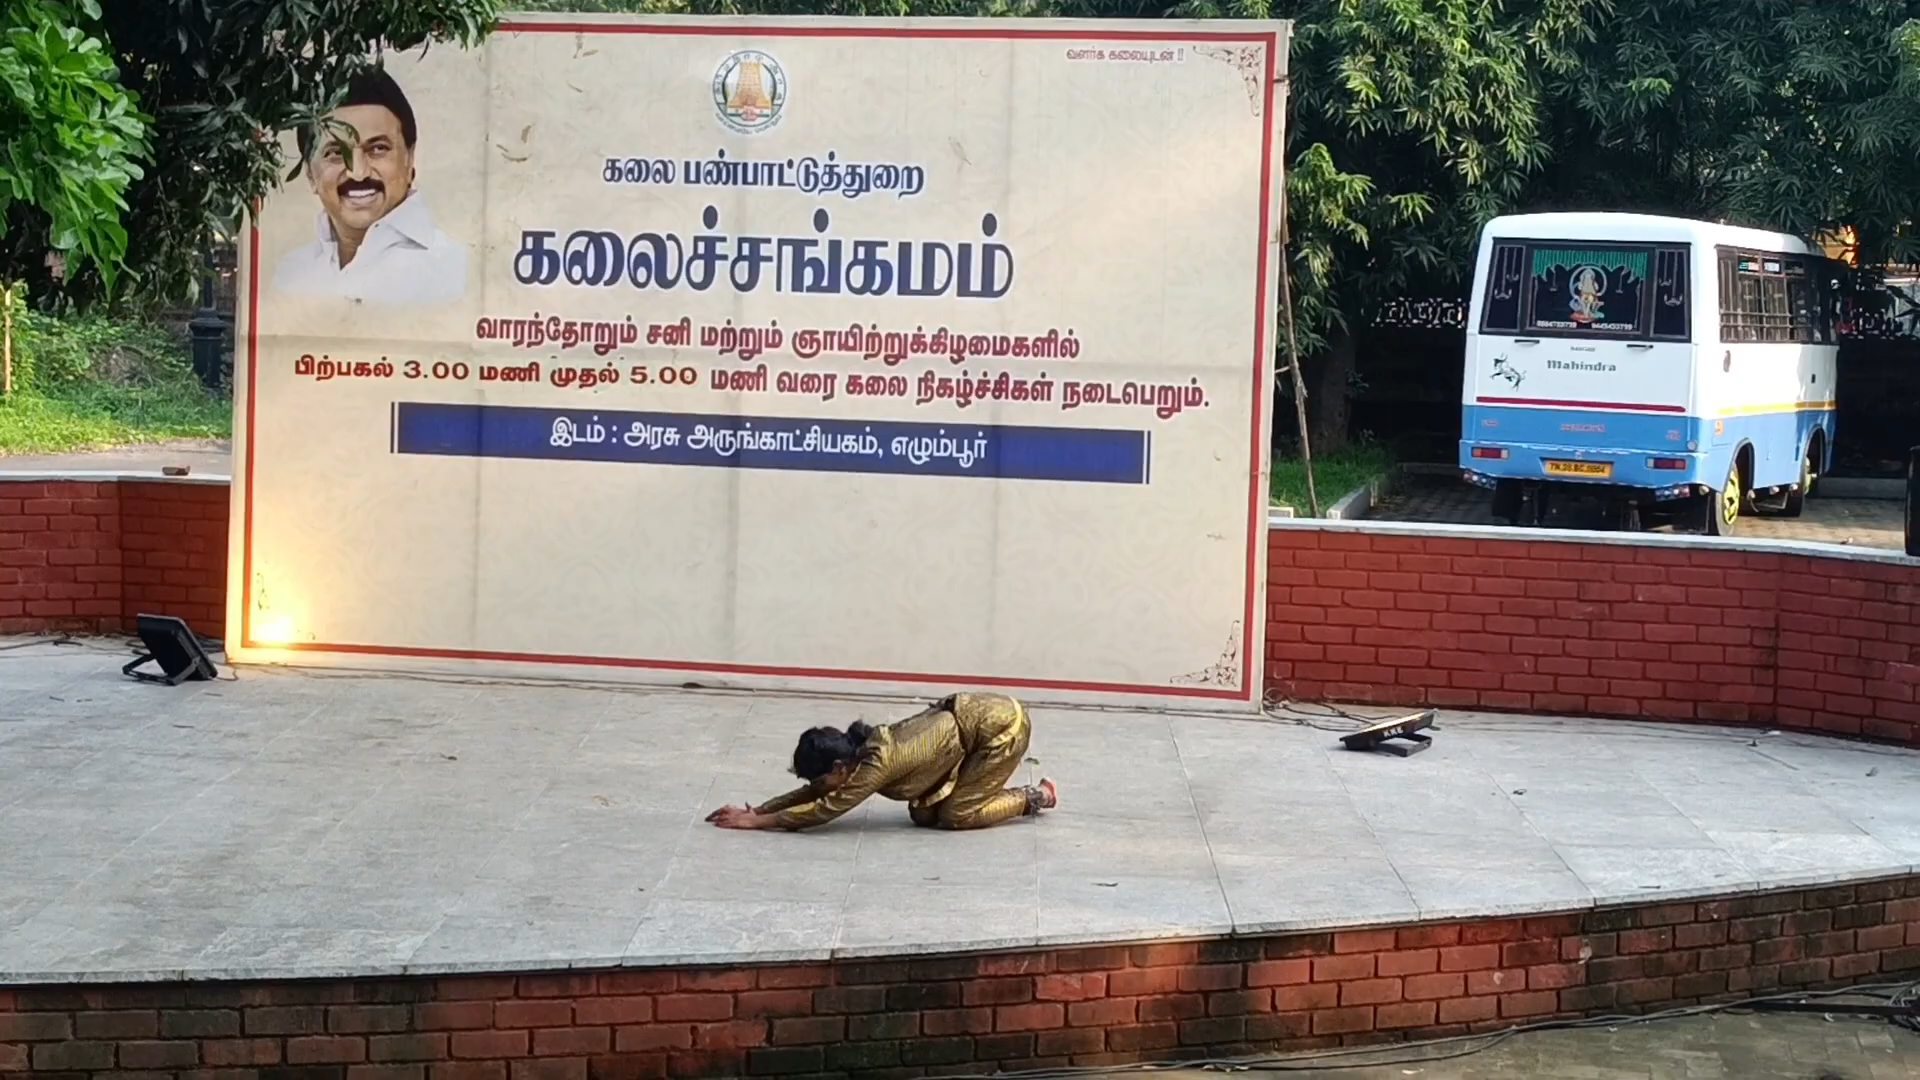 வளர்க கலையுடன் !!
கலை பண்பாட்டுத்துறை
கலைச்சங்கமம்
வாரந்தோறும் சனி மற்றும் ஞாயிற்றுக்கிழமைகளில்
பிற்பகல் 3.00 மணி முதல் 5.00 மணி வரை கலை நிகழ்ச்சிகள் நடைபெறும்.
இடம் : அரசு அருங்காட்சியகம், எழும்பூர்
Mahindra
KKE